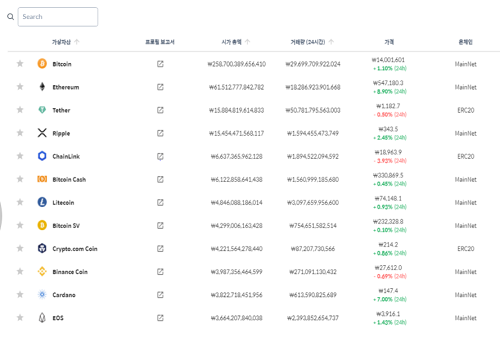 Search
가상자산 프로필 보고서 시가 총액 거래량 (24시간) 가격 온체인
Bitcoin ₩258,700,389,656,410 ₩29,699,709,922,024 ₩14,001,601 MainNet
+ 1.10% (24h)
Ethereum ₩61,512,777,842,782 ₩18,286,923,901,668 ₩547,180.3 MainNet
+ 5.90% (24h)
Tether ₩15,884,819,614,833 ₩50,781,795,563,003 ₩1,182.7 ERC20
- 0.50% (24h)
Ripple ₩15,454,471,568,117 ₩1,594,455,473,749 ₩343.5 MainNet
+ 2.45% (24h)
ChainLink ₩6,637,365,962,128 ₩1,894,522,094,592 ₩18,963.9 ERC20
- 3.92% (24h)
Bitcoin Cash ₩6,122,858,641,438 ₩1,560,999,185,680 ₩330,869.5 MainNet
+ 0.45% (24h)
Litecoin ₩4,846,088,186,014 ₩3,097,659,956,600 ₩74,148.1 MainNet
+ 0.92% (24h)
Bitcoin SV ₩4,299,006,163,428 ₩754,651,582,514 ₩232,328.8 MainNet
+ 0.10% (24h)
Crypto.com Coin ₩4,221,564,278,440 ₩87,207,730,566 ₩214.2 ERC20
+ 0.86% (24h)
Binance Coin ₩3,987,356,464,599 ₩271,091,130,432 ₩27,612.0 MainNet
- 0.69% (24h)
Cardano ₩3,822,718,451,956 ₩613,590,825,689 ₩147.4 MainNet
+ 7.00% (24h)
EOS ₩3,664,207,840,038 ₩2,393,852,654,737 ₩3,916.1 MainNet
+ 1.43% (24h)